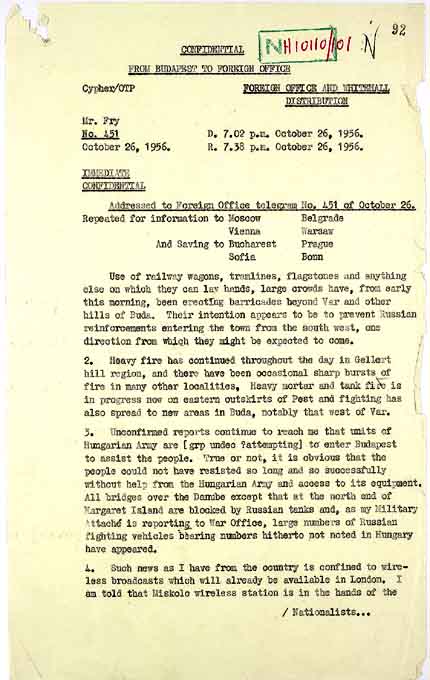 92
CONFIDENTIAL
NH10110/101 N
FROM BUDAPEST TO FOREIGN OFFICE
Cypher/OTP FOREIGN OFFICE AND WHITEHALL
DISTRIBUTION
Mr. Fry
No. 451 D. 7.02 p.m. October 26, 1956.
October 26, 1956. R. 7.38 p.m. October 26, 1956.
IMMEDIATE
CONFIDENTIAL
Addressed to Foreign Office telegram No. 451 of October 26.
Repeated for information to Moscow Belgrade
Vienna Warsaw
And Saving to Bucharest Prague
Sofia Bonn
Use of railway wagons, tramlines, flagstones and anything
else on which they can lay hands, large crowds have, from early
this morning, been erecting barricades beyond Var and other
hills of Buda. Their intention appears to be to prevent Russian
reinforcements entering the town from the south west, one
direction from which they might be expected to come.
2. Heavy fire has continued throughout the day in Gellert
hill region, and there have been occasional sharp bursts of
fire in many other localities. Heavy mortar and tank fire is
in progress now on eastern outskirts of Pest and fighting has
also spread to new areas in Buda, notably that west of Var.
3. Unconfirmed reports continue to reach me that units of
Hungarian Army are [grp undec ?attempting] to enter Budapest
to assist the people. True or not, it is obvious that the
people could not have resisted so long and so successfully
without help from the Hungarian Army and access to its equipment.
All bridges over the Danube except that at the north end of
Margaret Island are blocked by Russian tanks and, as my Military
Attaché is reporting to War Office, large numbers of Russian
fighting vehicles bearing numbers hitherto not noted in Hungary
have appeared.
4. Such news as I have from the country is confined to wire-
less broadcasts which will already be available in London. I
am told that Miskolc wireless station is in the hands of the
/ Nationalists...